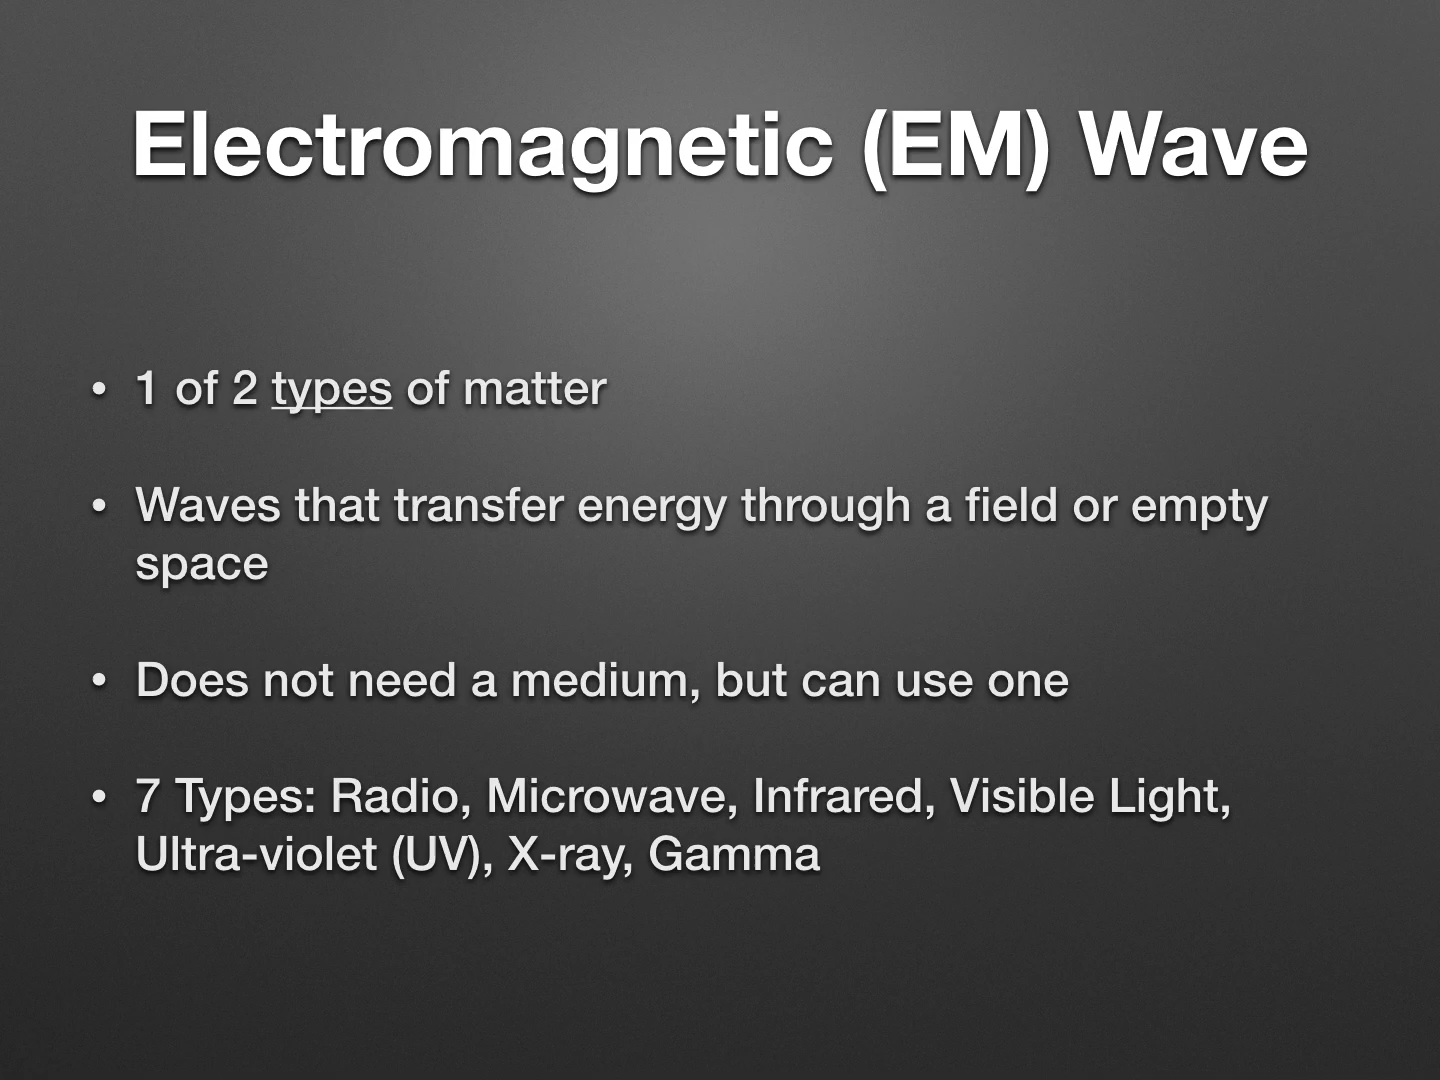 Electromagnetic (EM) Wave
• 1 of 2 types of matter
• Waves that transfer energy through a field or empty
space
• Does not need a medium, but can use one
• 7 Types: Radio, Microwave, Infrared, Visible Light,
Ultra-violet (UV), X-ray, Gamma